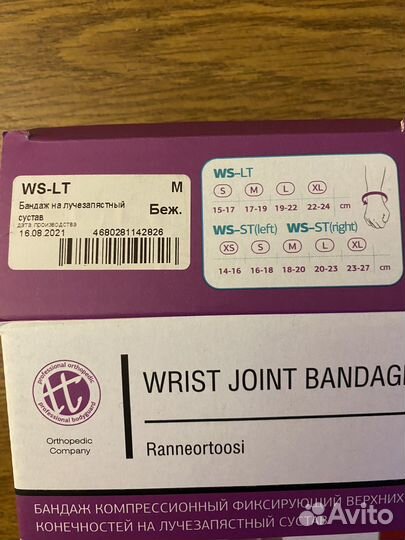 WS-LT M
Бандаж на лучезапястный
сустав Беж.
дата производства
16.08.2021 4680281142826
WS-LT
S M L XL
15-17 17-19 19-22 22-24 cm
WS-ST(left) WS-ST(right)
XS S M L XL
14-16 16-18 18-20 20-23 23-27 cm
professional orthopedic
professional bodyguard
Orthopedic
Company
WRIST JOINT BANDAG
Ranneortoosi
БАНДАЖ КОМПРЕССИОННЫЙ ФИКСИРУЮЩИЙ ВЕРХНИХ
КОНЕЧНОСТЕЙ НА ЛУЧЕЗАПЯСТНЫЙ СУСТАВ
Avito